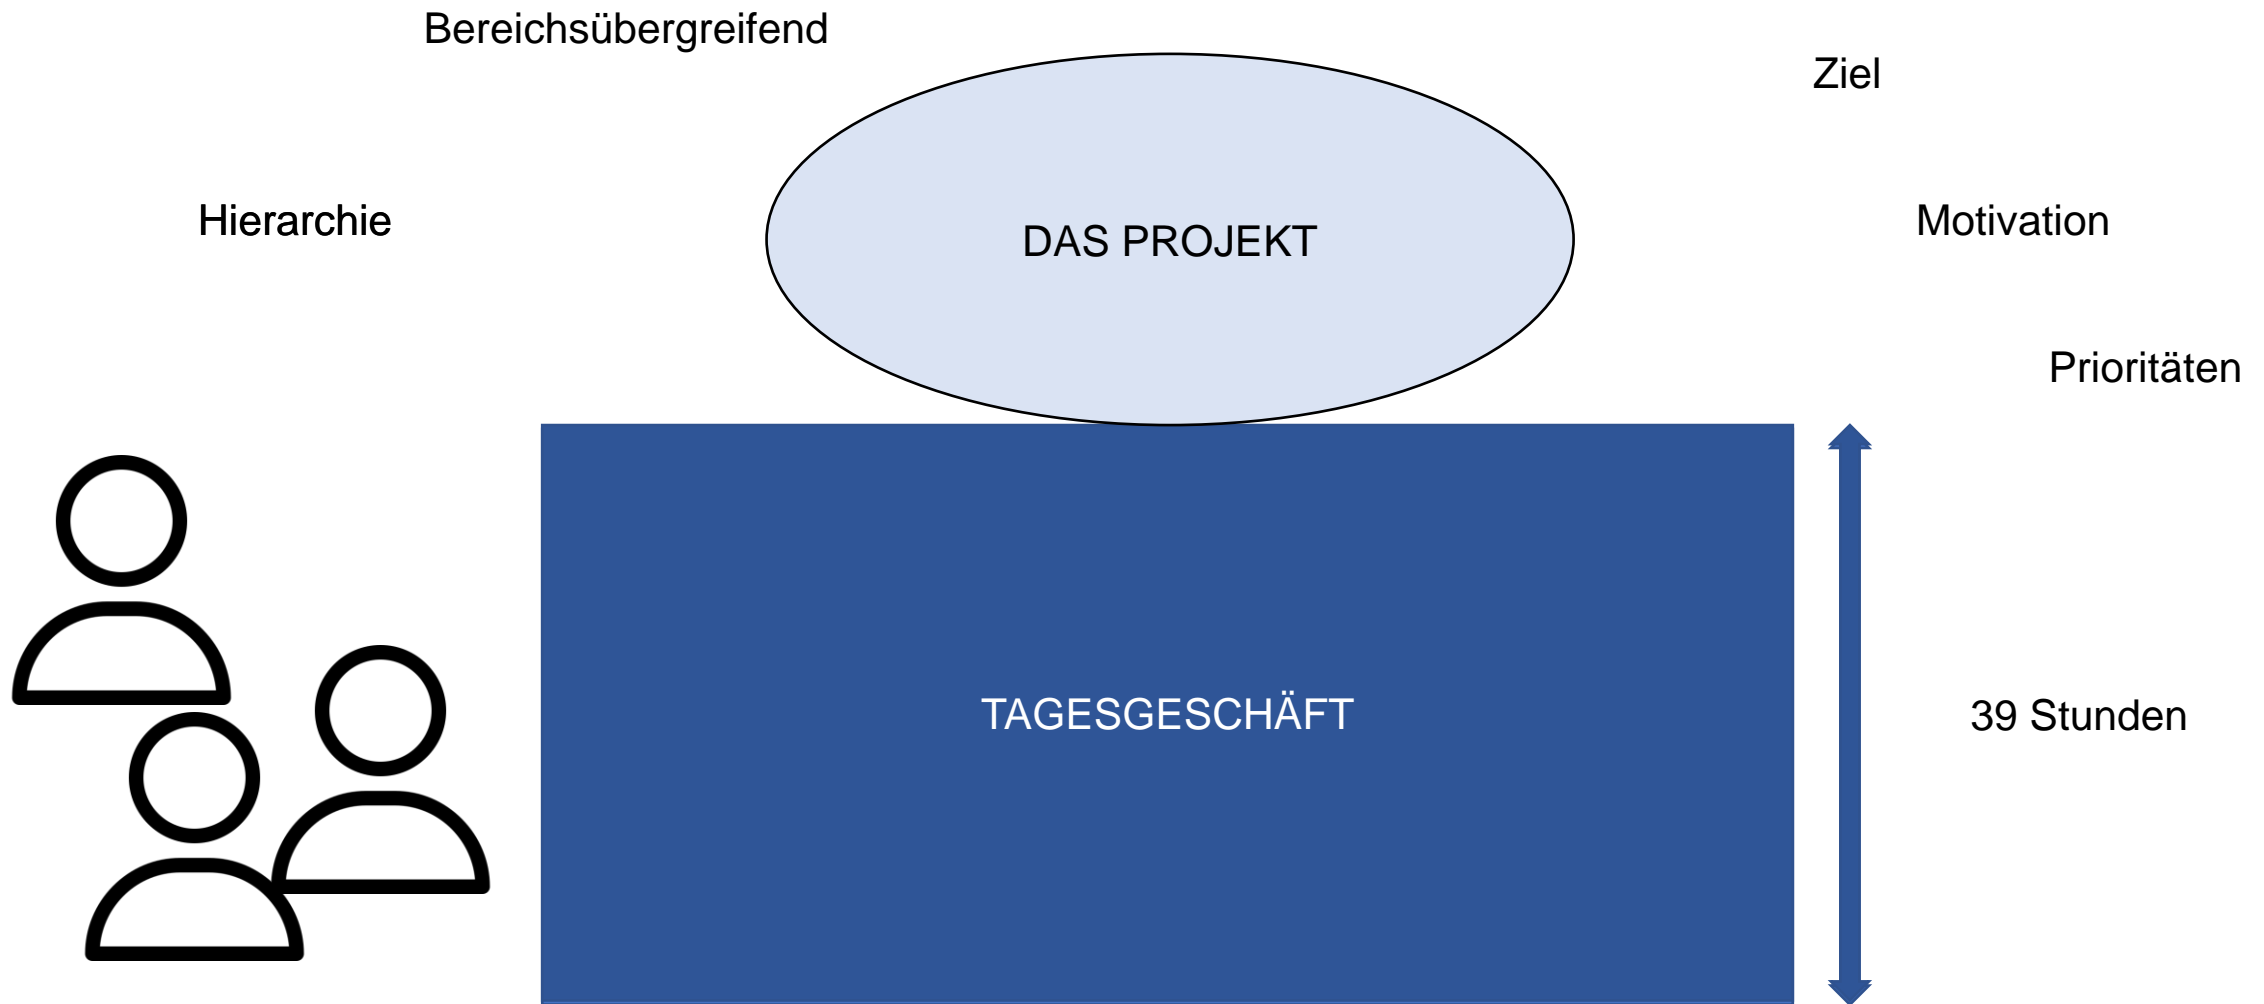 Bereichsübergreifend
Ziel
Hierarchie
DAS PROJEKT
Motivation
Prioritäten
TAGESGESCHÄFT
39 Stunden